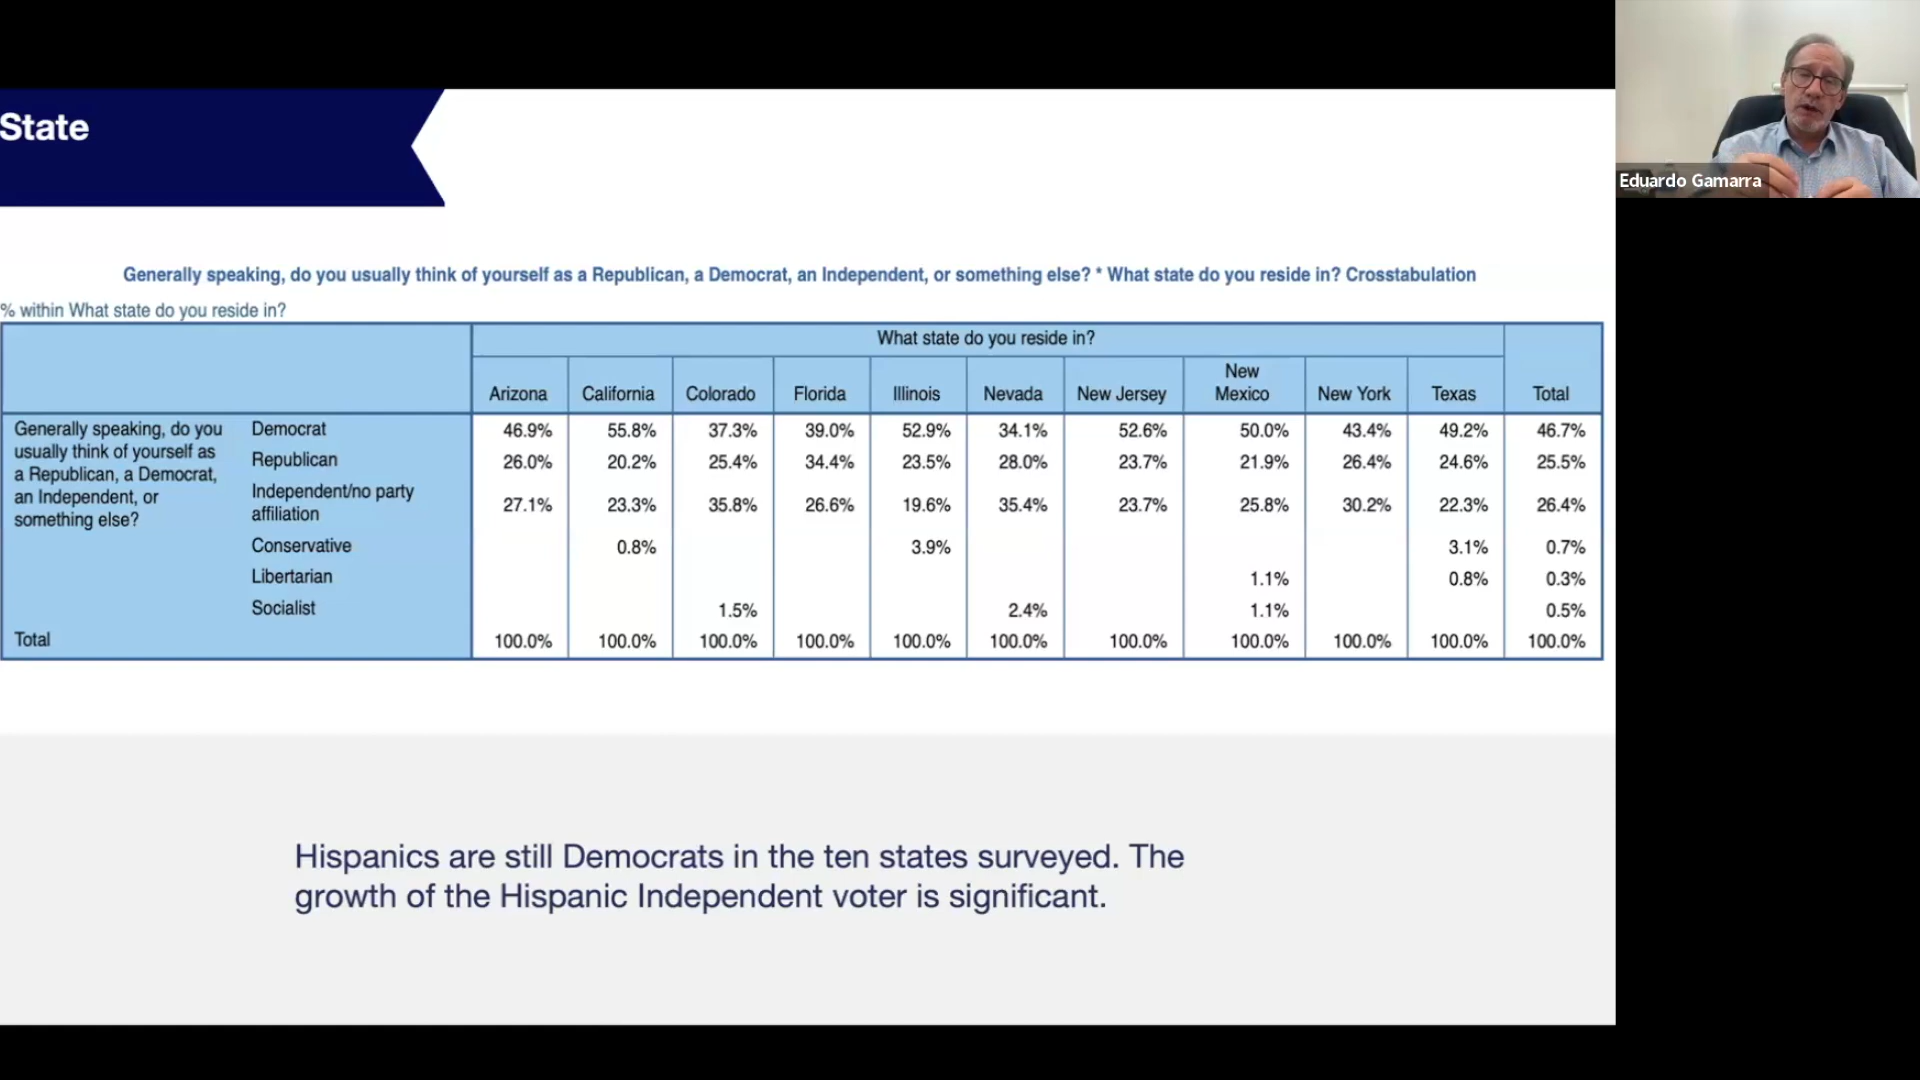 State
Eduardo Gamarra
Generally speaking, do you usually think of yourself as a Republican, a Democrat, an Independent, or something else? * What state do you reside in? Crosstabulation
% within What state do you reside in?
What state do you reside in?
Arizona California Colorado Florida Illinois Nevada New Jersey New Mexico New York Texas Total
Generally speaking, do you usually think of yourself as a Republican, a Democrat, an Independent, or something else?
Democrat 46.9% 55.8% 37.3% 39.0% 52.9% 34.1% 52.6% 50.0% 43.4% 49.2% 46.7%
Republican 26.0% 20.2% 25.4% 34.4% 23.5% 28.0% 23.7% 21.9% 26.4% 24.6% 25.5%
Independent/no party affiliation 27.1% 23.3% 35.8% 26.6% 19.6% 35.4% 23.7% 25.8% 30.2% 22.3% 26.4%
Conservative 0.8% 3.9% 3.1% 0.7%
Libertarian 1.1% 0.8% 0.3%
Socialist 1.5% 2.4% 1.1% 0.5%
Total 100.0% 100.0% 100.0% 100.0% 100.0% 100.0% 100.0% 100.0% 100.0% 100.0% 100.0%
Hispanics are still Democrats in the ten states surveyed. The
growth of the Hispanic Independent voter is significant.